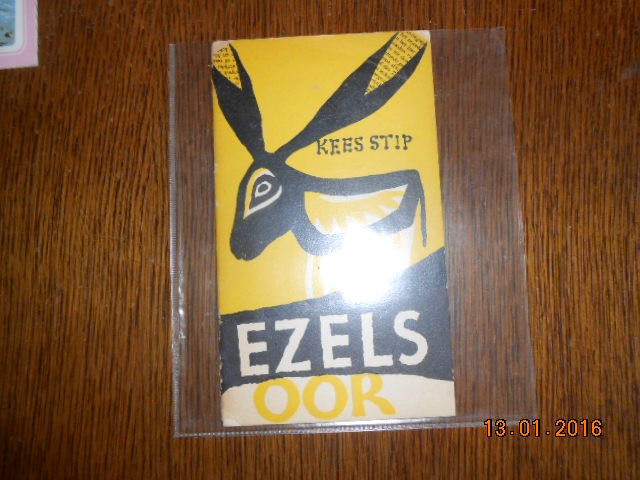 KEES STIP
EZELS
OOR
13.01.2016